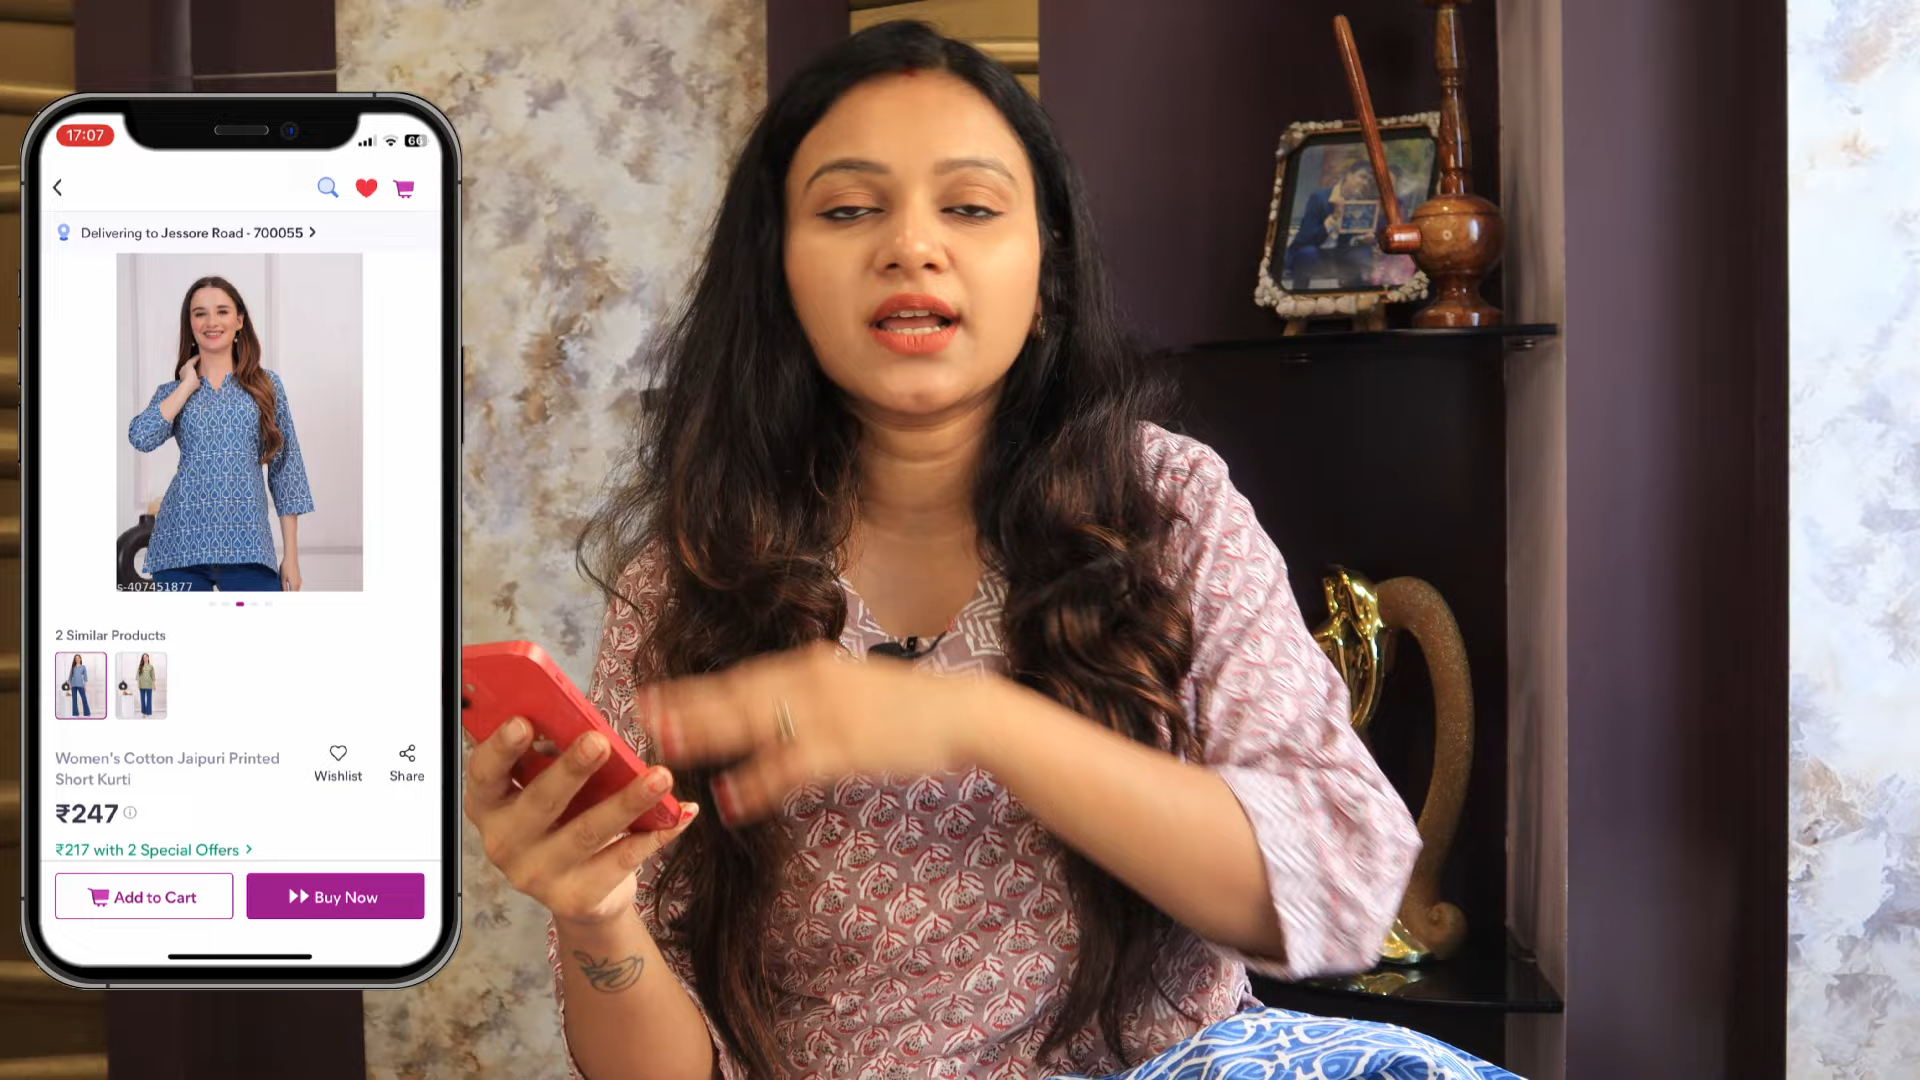 17:07
66
Delivering to Jessore Road - 700055
s-407451877
2 Similar Products
Women's Cotton Jaipuri Printed
Short Kurti
Wishlist
Share
₹247
₹217 with 2 Special Offers
Add to Cart
Buy Now